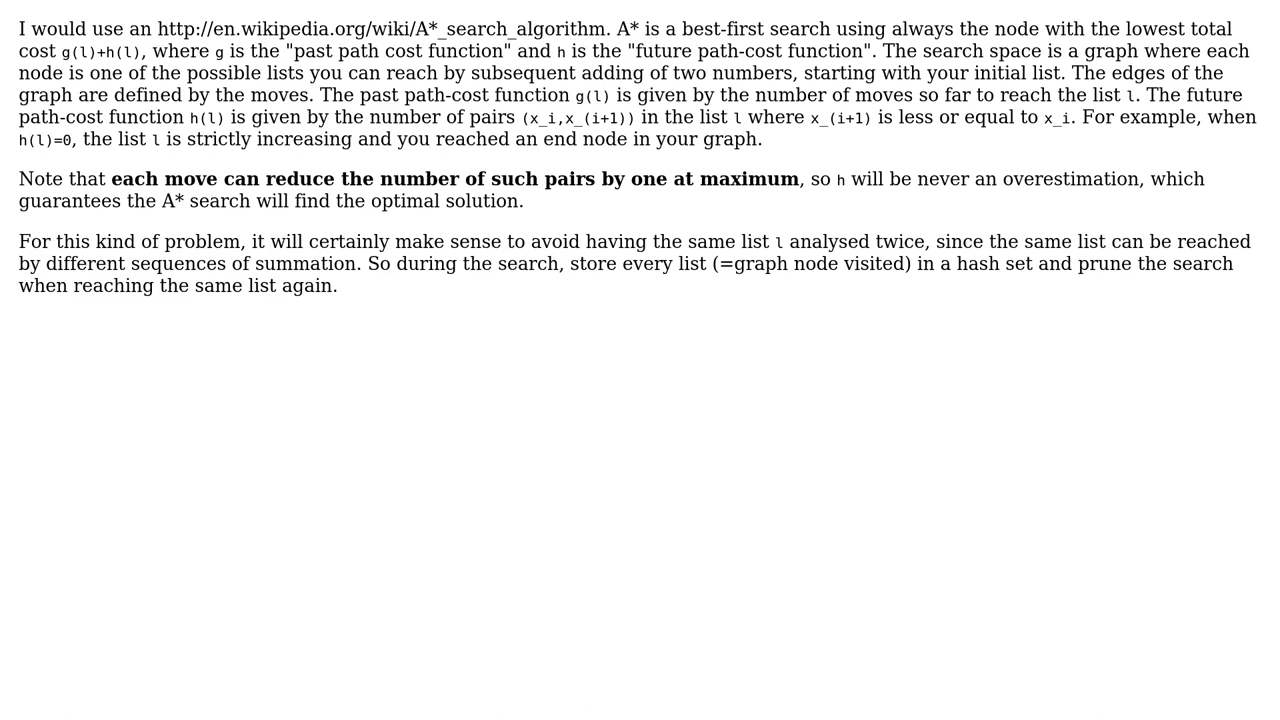 I would use an http://en.wikipedia.org/wiki/A*_search_algorithm. A* is a best-first search using always the node with the lowest total
cost g(l)+h(l), where g is the "past path cost function" and h is the "future path-cost function". The search space is a graph where each
node is one of the possible lists you can reach by subsequent adding of two numbers, starting with your initial list. The edges of the
graph are defined by the moves. The past path-cost function g(l) is given by the number of moves so far to reach the list l. The future
path-cost function h(l) is given by the number of pairs (x_i,x_(i+1)) in the list l where x_(i+1) is less or equal to x_i. For example, when
h(l)=0, the list l is strictly increasing and you reached an end node in your graph.
Note that each move can reduce the number of such pairs by one at maximum, so h will be never an overestimation, which
guarantees the A* search will find the optimal solution.
For this kind of problem, it will certainly make sense to avoid having the same list l analysed twice, since the same list can be reached
by different sequences of summation. So during the search, store every list (=graph node visited) in a hash set and prune the search
when reaching the same list again.